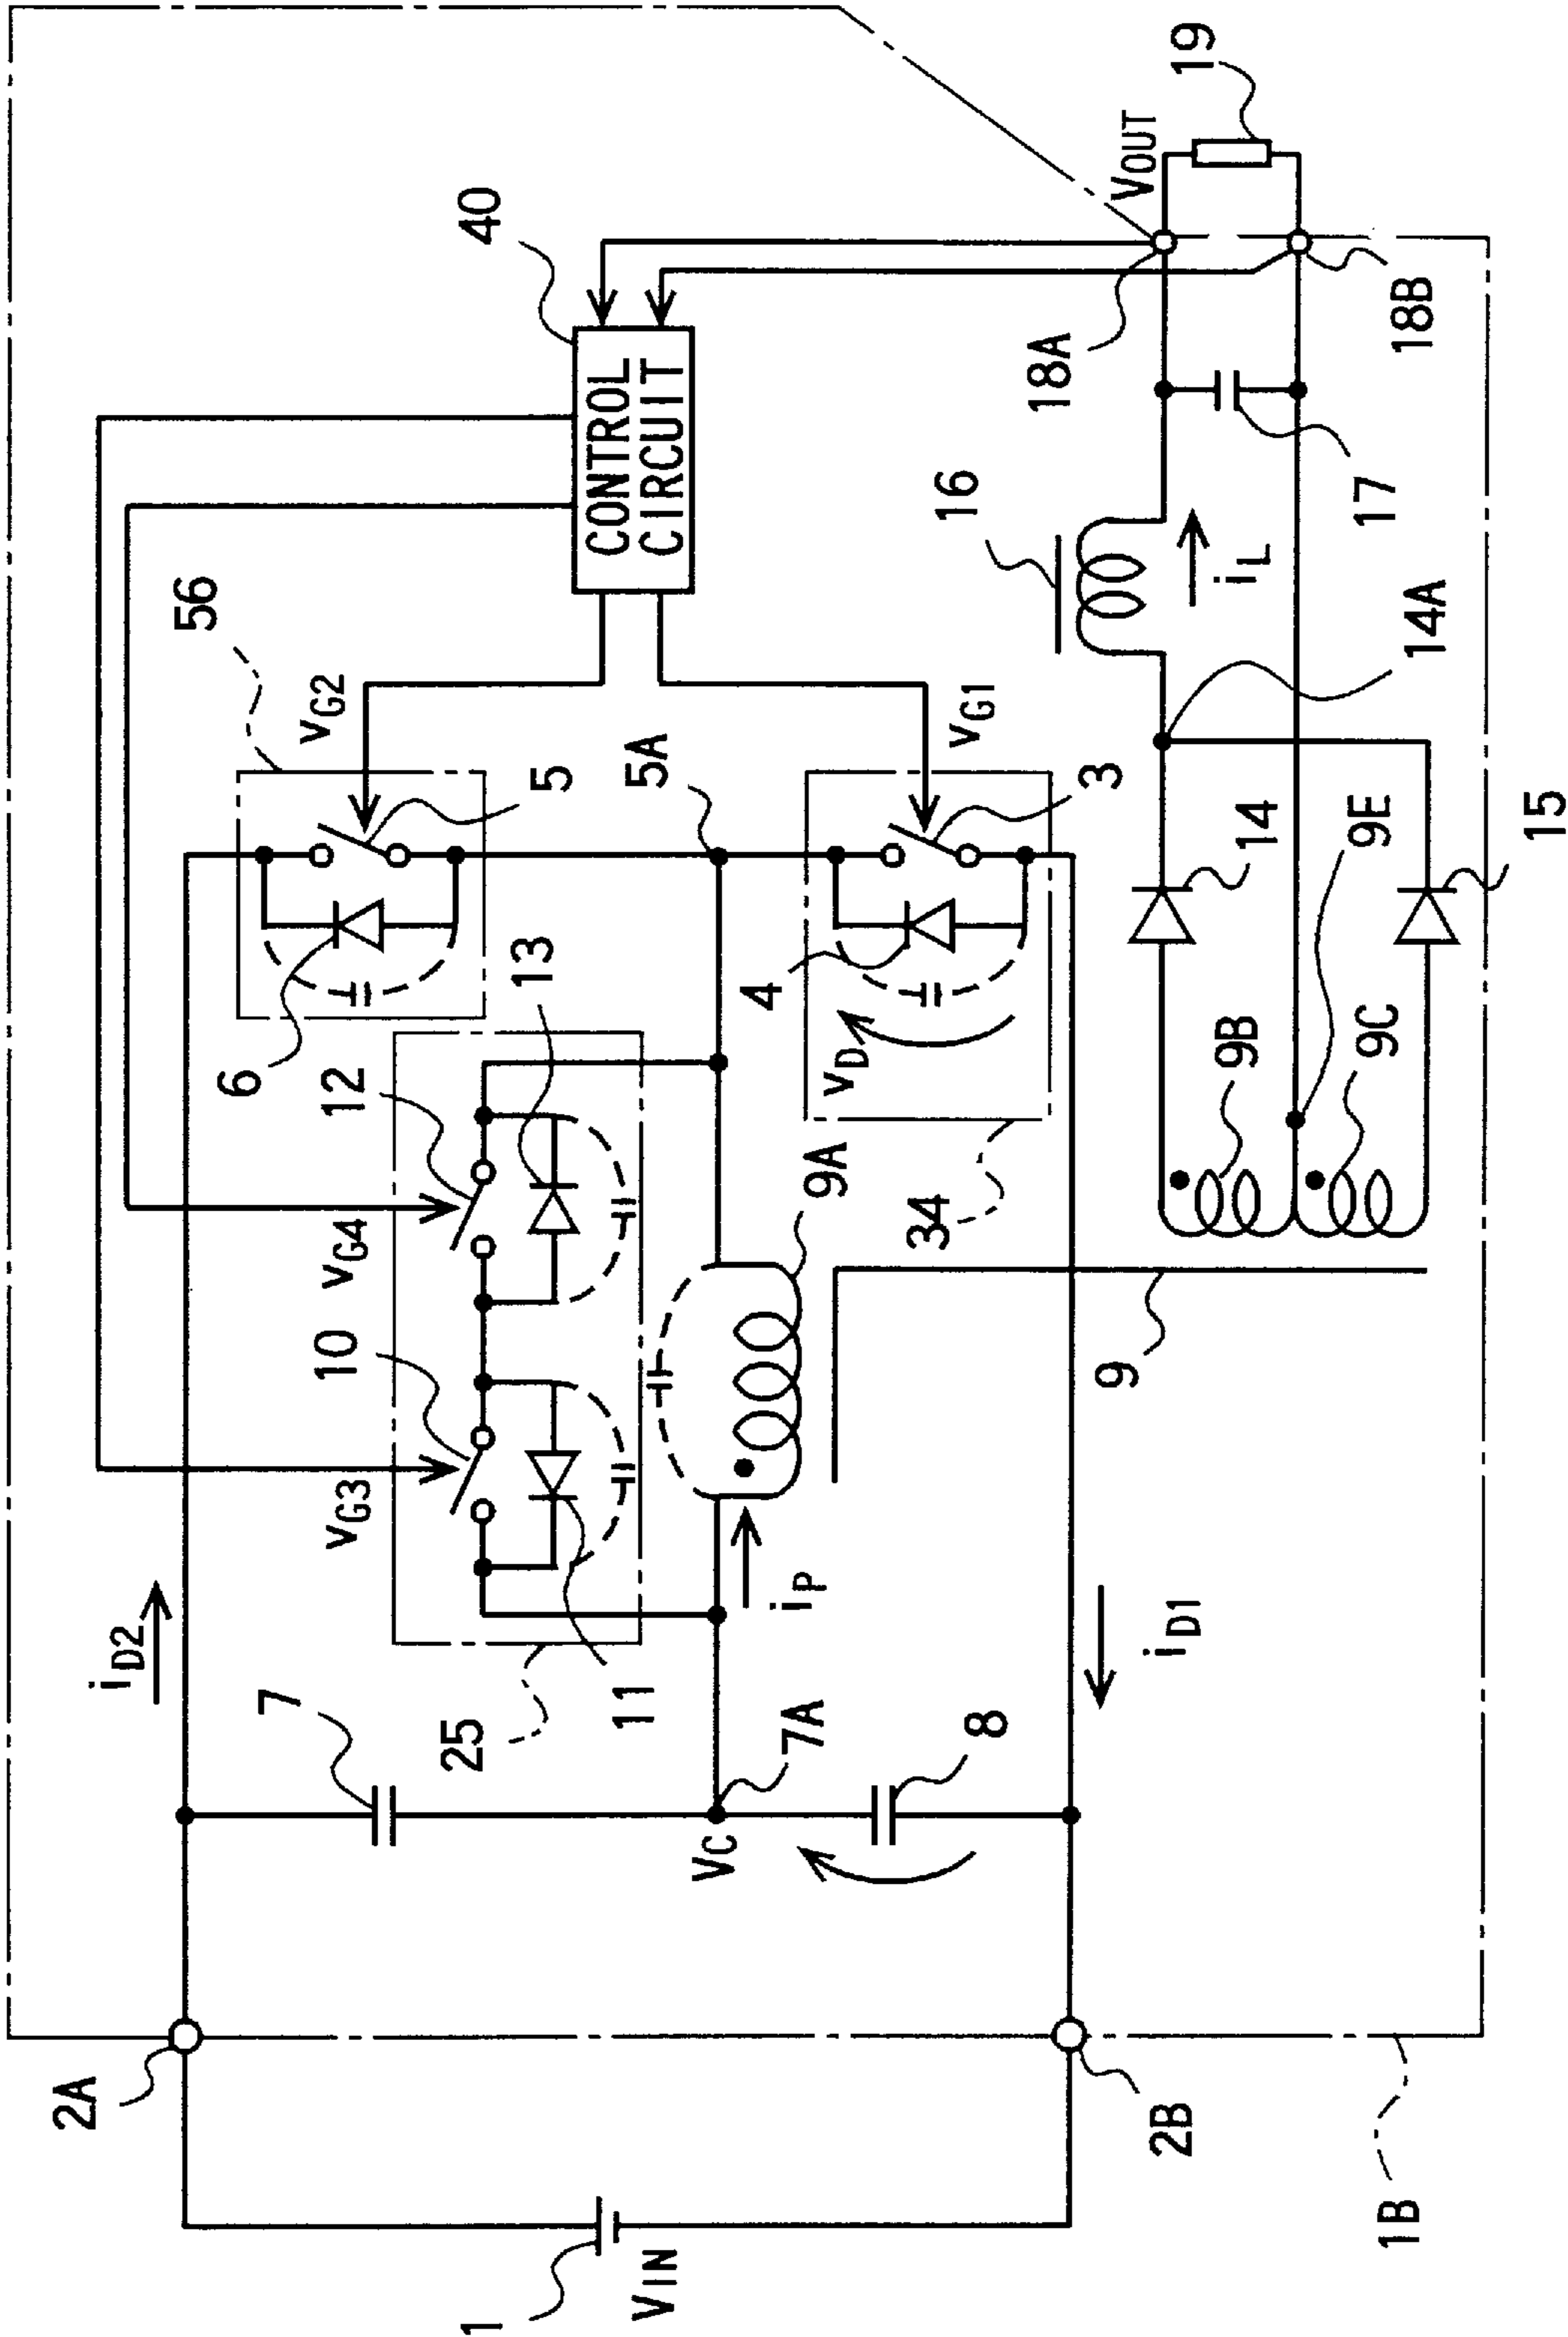 40
CONTROL
CIRCUIT
56
VG2
5
5A
VG1
3
6
12
13
VG4
10
VG3
11
25
iD2
7
VC
7A
8
iP
9A
4
VD
34
iD1
9
9B
9C
9E
14
15
14A
16
iL
17
18A
18B
VOUT
19
2A
2B
1
VIN
1B